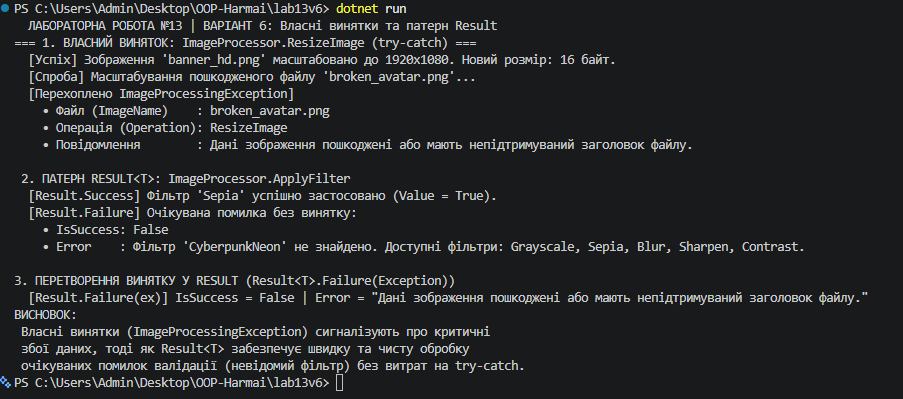 PS C:\Users\Admin\Desktop\OOP-Harmai\lab13v6> dotnet run
ЛАБОРАТОРНА РОБОТА №13 | ВАРІАНТ 6: Власні винятки та патерн Result
=== 1. ВЛАСНИЙ ВИНЯТОК: ImageProcessor.ResizeImage (try-catch) ===
[Успіх] Зображення 'banner_hd.png' масштабовано до 1920x1080. Новий розмір: 16 байт.
[Спроба] Масштабування пошкодженого файлу 'broken_avatar.png'...
[Перехоплено ImageProcessingException]
• Файл (ImageName)    : broken_avatar.png
• Операція (Operation): ResizeImage
• Повідомлення        : Дані зображення пошкоджені або мають непідтримуваний заголовок файлу.
2. ПАТЕРН RESULT<T>: ImageProcessor.ApplyFilter
[Result.Success] Фільтр 'Sepia' успішно застосовано (Value = True).
[Result.Failure] Очікувана помилка без винятку:
• IsSuccess: False
• Error    : Фільтр 'CyberpunkNeon' не знайдено. Доступні фільтри: Grayscale, Sepia, Blur, Sharpen, Contrast.
3. ПЕРЕТВОРЕННЯ ВИНЯТКУ У RESULT (Result<T>.Failure(Exception))
[Result.Failure(ex)] IsSuccess = False | Error = "Дані зображення пошкоджені або мають непідтримуваний заголовок файлу."
ВИСНОВОК:
Власні винятки (ImageProcessingException) сигналізують про критичні
збої даних, тоді як Result<T> забезпечує швидку та чисту обробку
очікуваних помилок валідації (невідомий фільтр) без витрат на try-catch.
PS C:\Users\Admin\Desktop\OOP-Harmai\lab13v6>